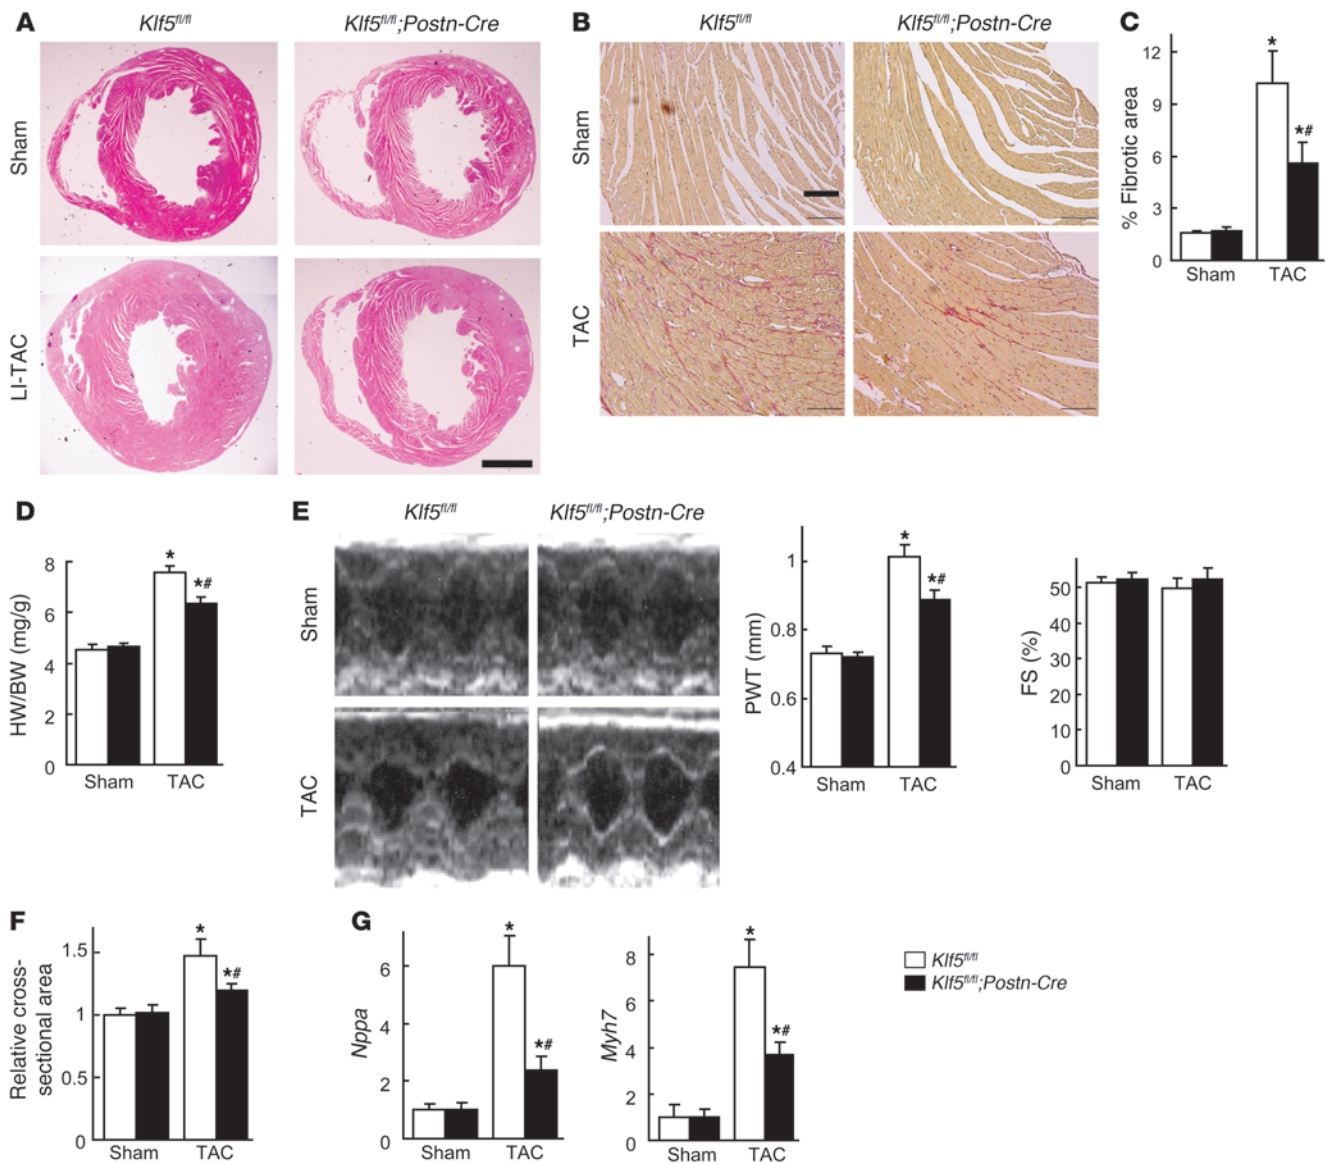 A
Klf5fl/fl
Klf5fl/fl;Postn-Cre
Sham
LI-TAC
B
Klf5fl/fl
Klf5fl/fl;Postn-Cre
Sham
TAC
C
% Fibrotic area
12
9
6
3
0
*
*#
Sham
TAC
D
HW/BW (mg/g)
8
6
4
2
0
*
*#
Sham
TAC
E
Klf5fl/fl
Klf5fl/fl;Postn-Cre
Sham
TAC
PWT (mm)
1
0.8
0.6
0.4
*
*#
Sham
TAC
FS (%)
50
40
30
20
10
0
Sham
TAC
F
Relative cross-
sectional area
1.5
1
0.5
0
*
*#
Sham
TAC
G
Nppa
6
4
2
0
*
*#
Sham
TAC
Myh7
8
6
4
2
0
*
*#
Sham
TAC
Klf5fl/fl
Klf5fl/fl;Postn-Cre